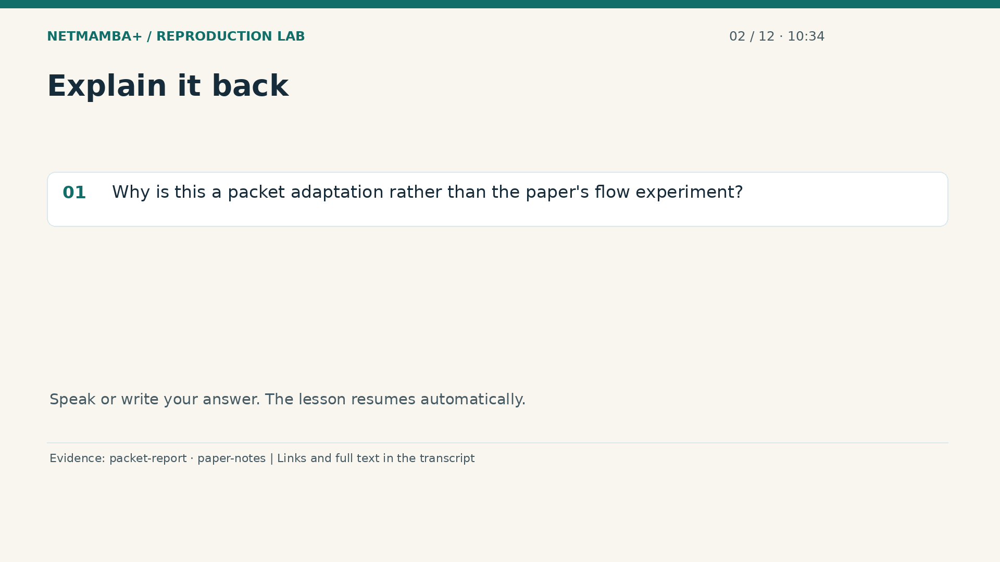 NETMAMBA+ / REPRODUCTION LAB
02 / 12 · 10:34
Explain it back
01 Why is this a packet adaptation rather than the paper's flow experiment?
Speak or write your answer. The lesson resumes automatically.
Evidence: packet-report · paper-notes | Links and full text in the transcript